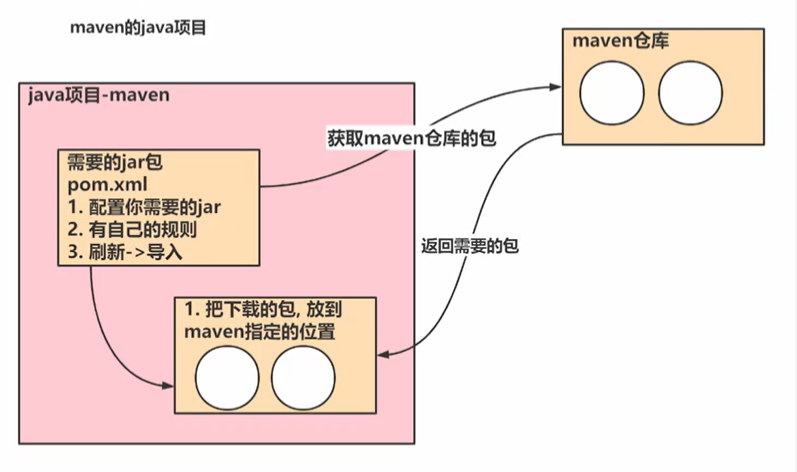 maven的java项目
maven仓库
java项目-maven
获取maven仓库的包
需要的jar包
pom.xml
1. 配置你需要的jar
2. 有自己的规则
3. 刷新->导入
返回需要的包
1. 把下载的包, 放到
maven指定的位置